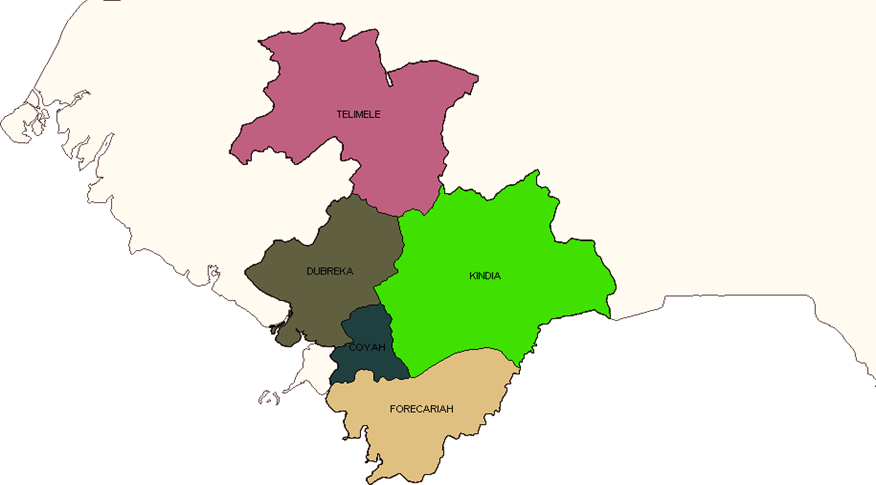 TELIMELE
DUBREKA
KINDIA
COYAH
FORECARIAH